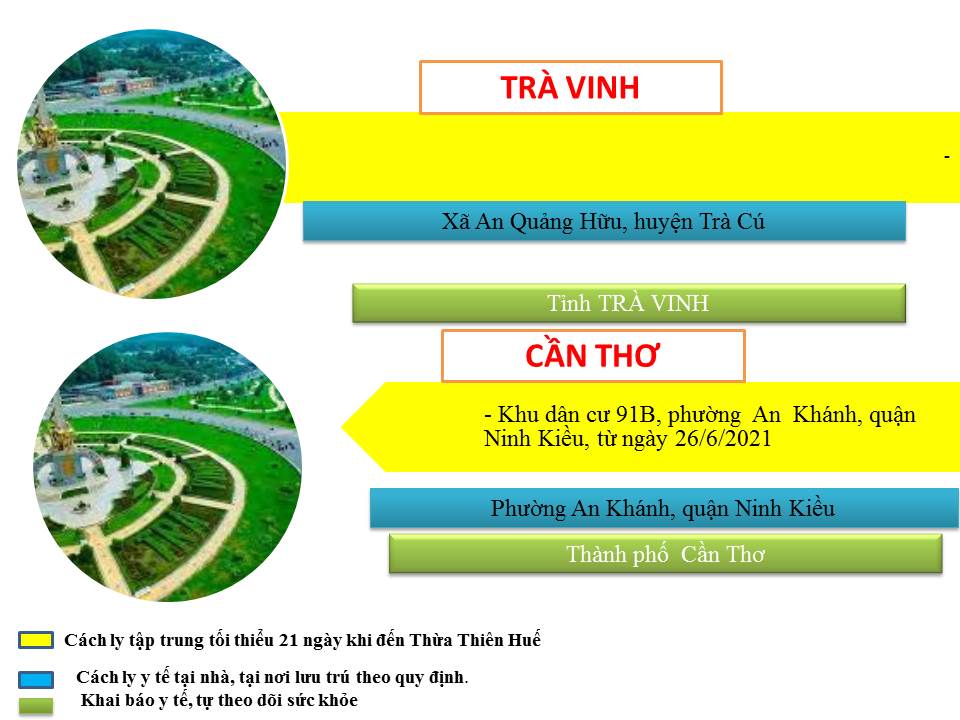 TRÀ VINH
-
Xã An Quảng Hữu, huyện Trà Cú
Tỉnh TRÀ VINH
CẦN THƠ
- Khu dân cư 91B, phường An Khánh, quận
Ninh Kiều, từ ngày 26/6/2021
Phường An Khánh, quận Ninh Kiều
Thành phố Cần Thơ
Cách ly tập trung tối thiểu 21 ngày khi đến Thừa Thiên Huế
Cách ly y tế tại nhà, tại nơi lưu trú theo quy định.
Khai báo y tế, tự theo dõi sức khỏe